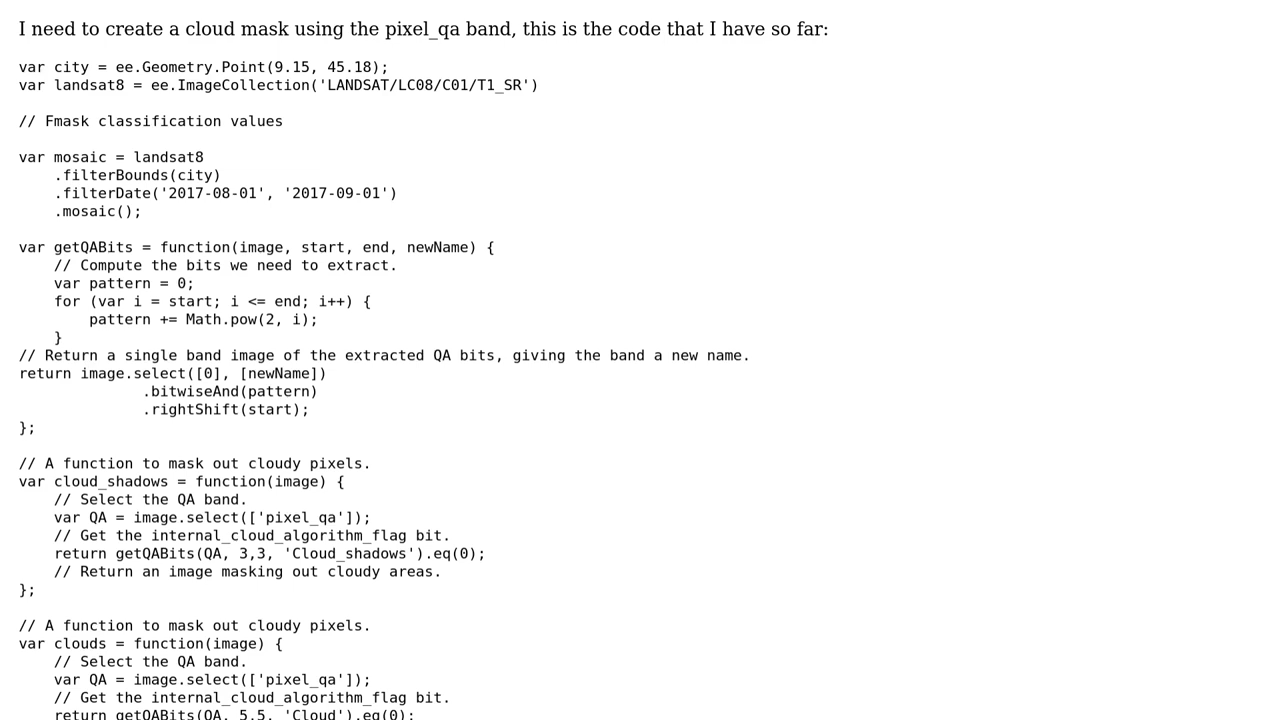 I need to create a cloud mask using the pixel_qa band, this is the code that I have so far:
var city = ee.Geometry.Point(9.15, 45.18);
var landsat8 = ee.ImageCollection('LANDSAT/LC08/C01/T1_SR')
// Fmask classification values
var mosaic = landsat8
    .filterBounds(city)
    .filterDate('2017-08-01', '2017-09-01')
    .mosaic();
var getQABits = function(image, start, end, newName) {
    // Compute the bits we need to extract.
    var pattern = 0;
    for (var i = start; i <= end; i++) {
        pattern += Math.pow(2, i);
    }
// Return a single band image of the extracted QA bits, giving the band a new name.
return image.select([0], [newName])
              .bitwiseAnd(pattern)
              .rightShift(start);
};
// A function to mask out cloudy pixels.
var cloud_shadows = function(image) {
    // Select the QA band.
    var QA = image.select(['pixel_qa']);
    // Get the internal_cloud_algorithm_flag bit.
    return getQABits(QA, 3,3, 'Cloud_shadows').eq(0);
    // Return an image masking out cloudy areas.
};
// A function to mask out cloudy pixels.
var clouds = function(image) {
    // Select the QA band.
    var QA = image.select(['pixel_qa']);
    // Get the internal_cloud_algorithm_flag bit.
    return getQABits(QA, 5,5, 'Cloud').eq(0);